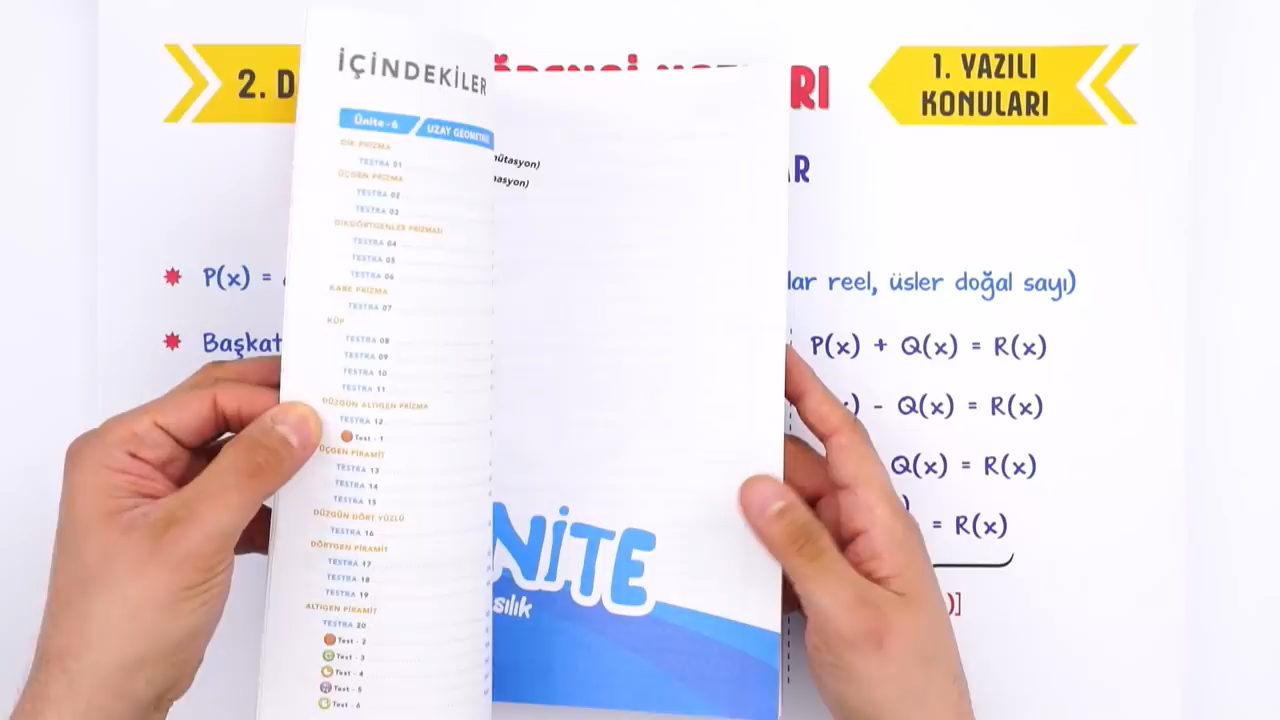 İÇİNDEKİLER
Ünite - 6
UZAY GEOMETRİ
DİK PRİZMA
TESTRA 01
ÜÇGEN PRİZMA
TESTRA 02
TESTRA 03
DİKDÖRTGENLER PRİZMASI
TESTRA 04
TESTRA 05
TESTRA 06
KARE PRİZMA
TESTRA 07
KÜP
TESTRA 08
TESTRA 09
TESTRA 10
TESTRA 11
DÜZGÜN ALTIGEN PRİZMA
TESTRA 12
Test - 1
ÜÇGEN PİRAMİT
TESTRA 13
TESTRA 14
TESTRA 15
DÜZGÜN DÖRT YÜZLÜ
TESTRA 16
DÖRTGEN PİRAMİT
TESTRA 17
TESTRA 18
TESTRA 19
ALTIGEN PİRAMİT
TESTRA 20
Test - 2
Test - 3
Test - 4
Test - 5
Test - 6
NİTE
sılık
2. D
RI
1. YAZILI
KONULARI
AR
P(x) =
lar reel, üsler doğal sayı)
Başkat
P(x) + Q(x) = R(x)
- Q(x) = R(x)
Q(x) = R(x)
= R(x)
)]